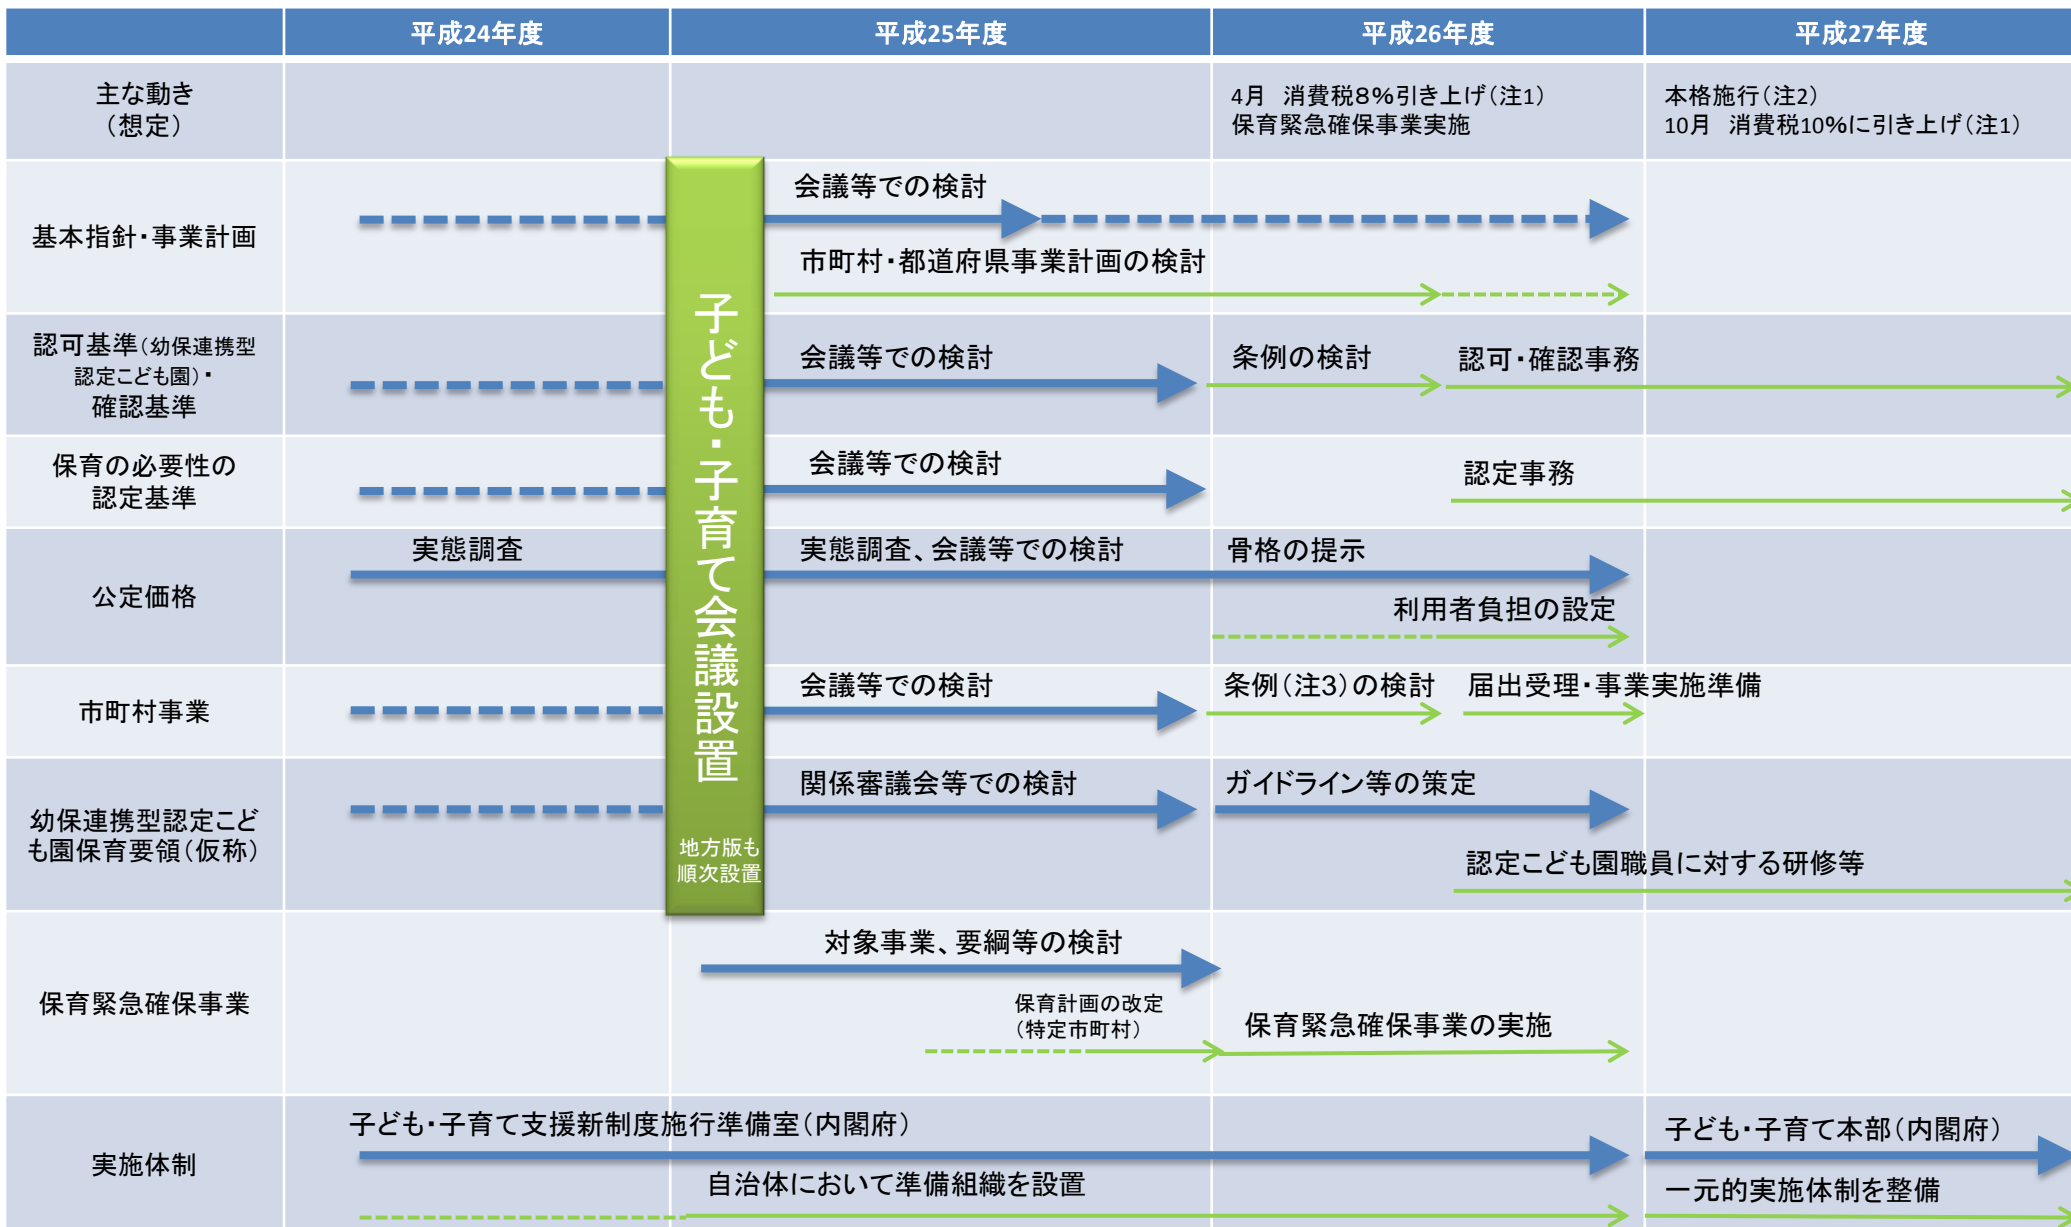 平成24年度
平成25年度
平成26年度
平成27年度
主な動き
（想定）
4月　消費税８％引き上げ（注1）
保育緊急確保事業実施
本格施行（注2）
10月　消費税10％に引き上げ（注1）
子ども・子育て会議設置
地方版も
順次設置
基本指針・事業計画
会議等での検討
市町村・都道府県事業計画の検討
認可基準（幼保連携型
認定こども園）・
確認基準
会議等での検討
条例の検討
認可・確認事務
保育の必要性の
認定基準
会議等での検討
認定事務
公定価格
実態調査
実態調査、会議等での検討
骨格の提示
利用者負担の設定
市町村事業
会議等での検討
条例（注3）の検討
届出受理・事業実施準備
幼保連携型認定こど
も園保育要領（仮称）
関係審議会等での検討
ガイドライン等の策定
認定こども園職員に対する研修等
保育緊急確保事業
対象事業、要綱等の検討
保育計画の改定
（特定市町村）
保育緊急確保事業の実施
実施体制
子ども・子育て支援新制度施行準備室（内閣府）
子ども・子育て本部（内閣府）
自治体において準備組織を設置
一元的実施体制を整備